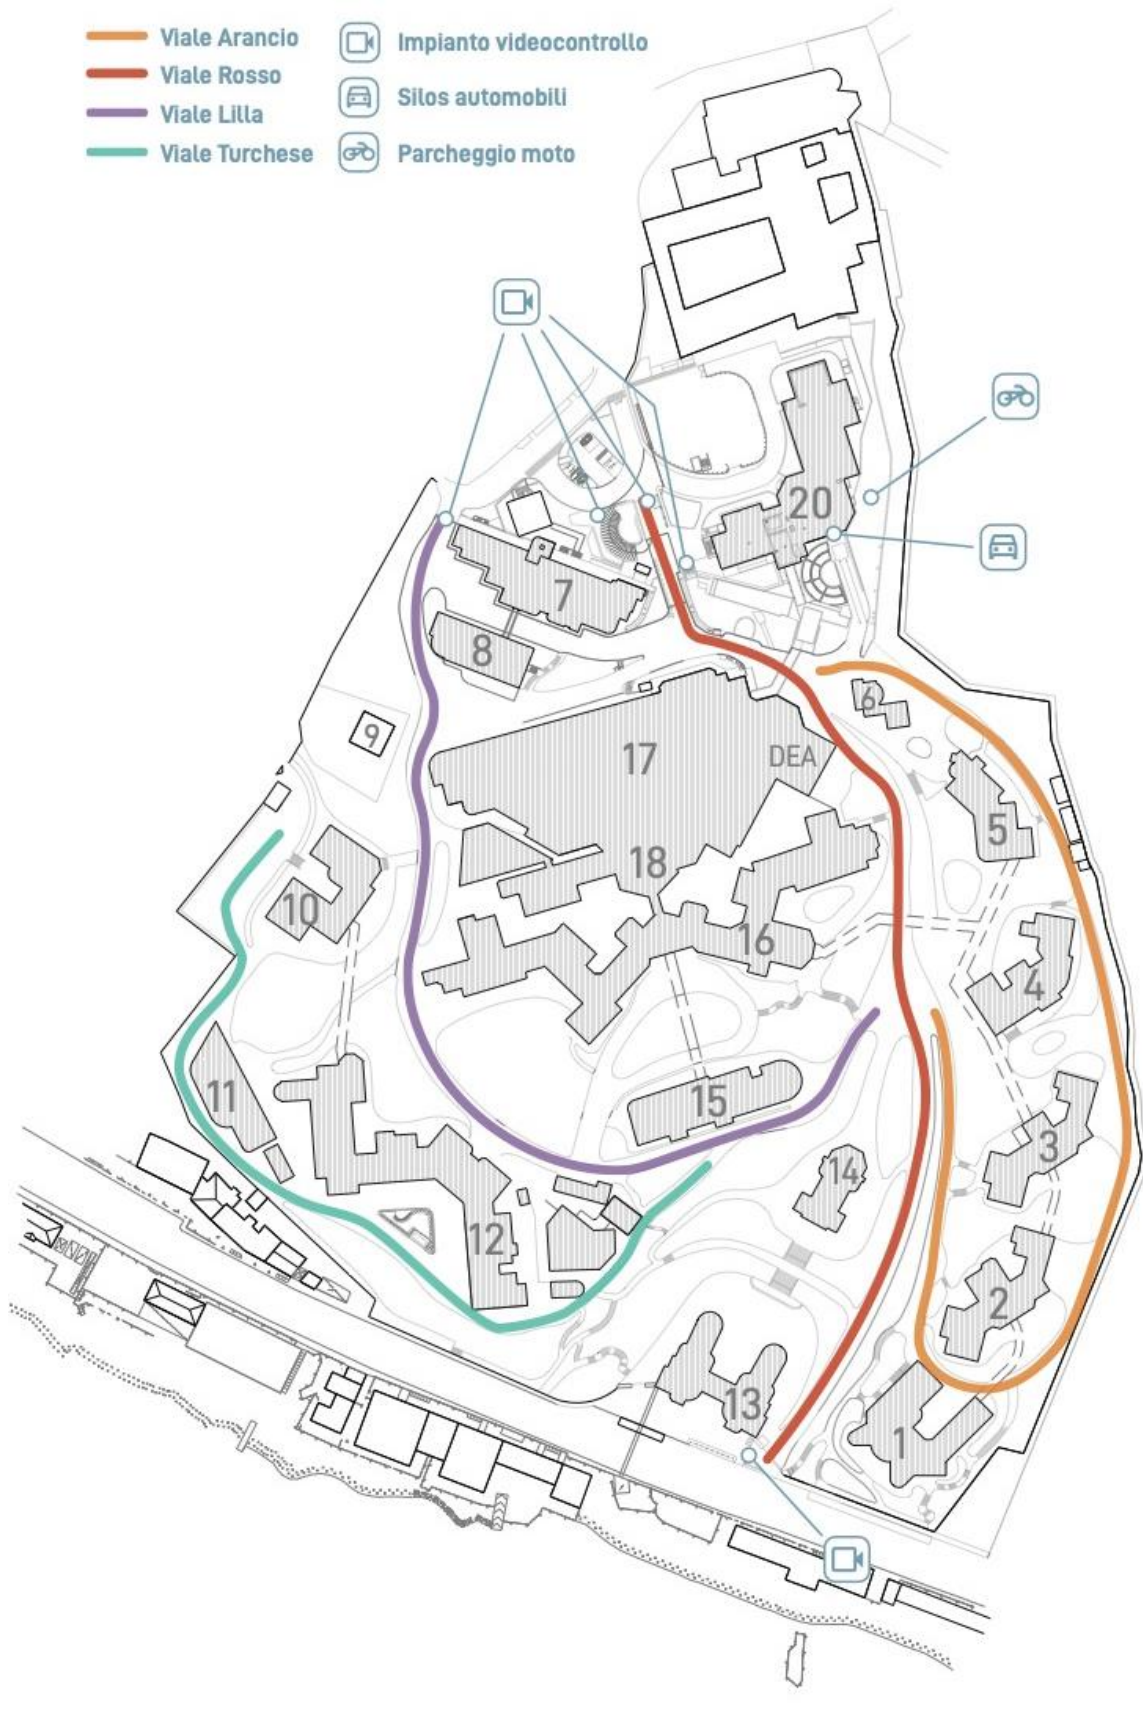 Viale Arancio
Viale Rosso
Viale Lilla
Viale Turchese
Impianto videocontrollo
Silos automobili
Parcheggio moto
20
7
8
6
9
17
DEA
5
18
10
16
4
11
15
3
14
12
2
13
1